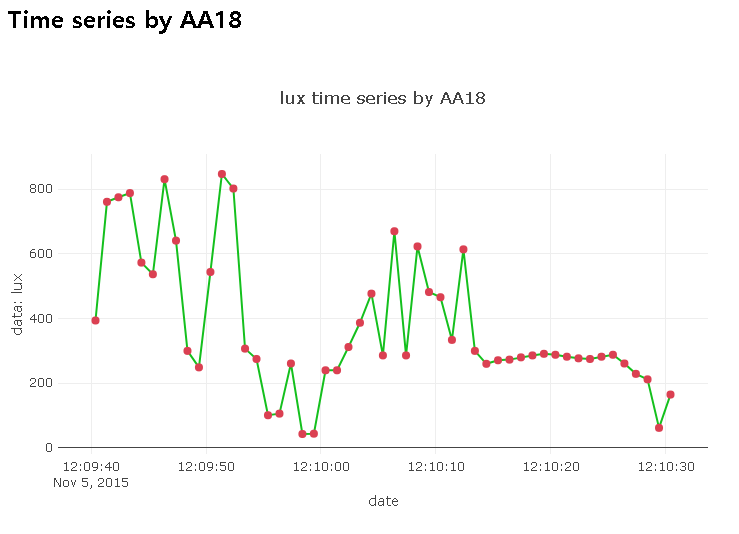 Time series by AA18
lux time series by AA18
800
600
400
200
0
data: lux
12:09:40 12:09:50 12:10:00 12:10:10 12:10:20 12:10:30
Nov 5, 2015
date